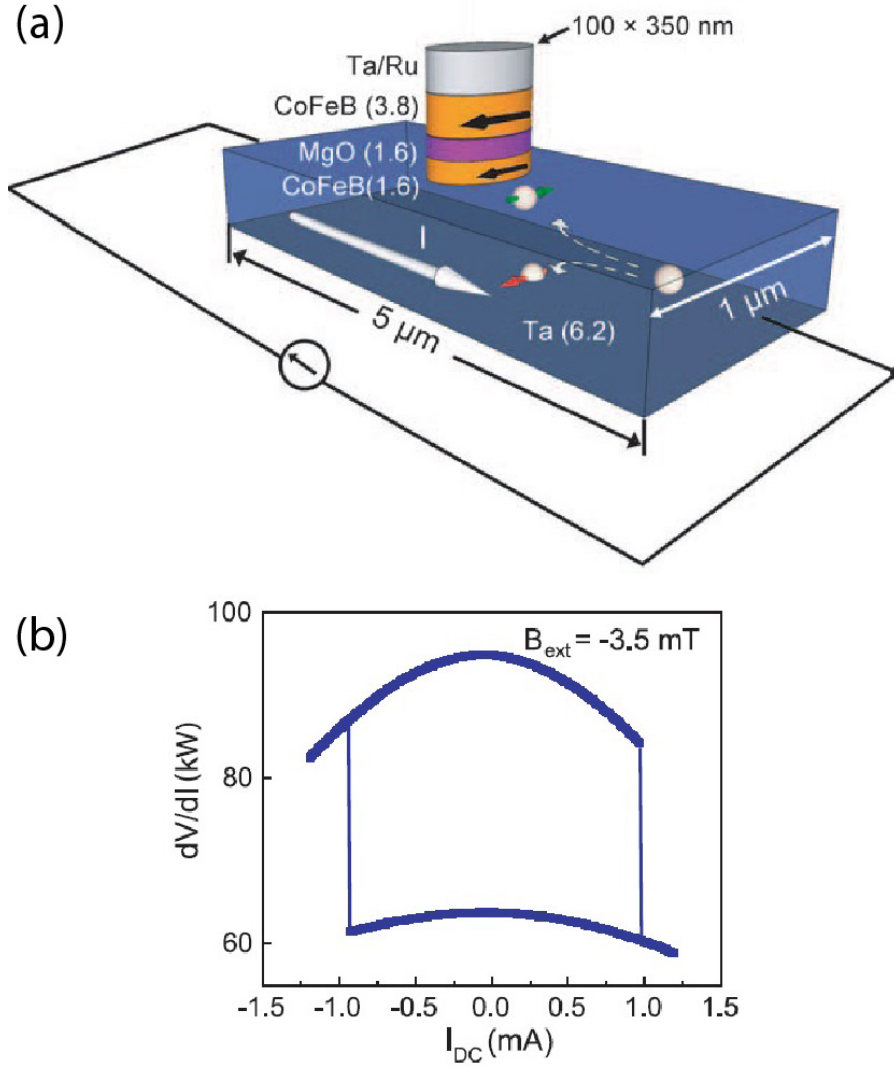 (a)
100 × 350 nm
Ta/Ru
CoFeB (3.8)
MgO (1.6)
CoFeB(1.6)
I
5 μm
Ta (6.2)
1 μm
(b)
B_ext = -3.5 mT
100
80
60
dV/dI (kW)
-1.5 -1.0 -0.5 0.0 0.5 1.0 1.5
I_DC (mA)